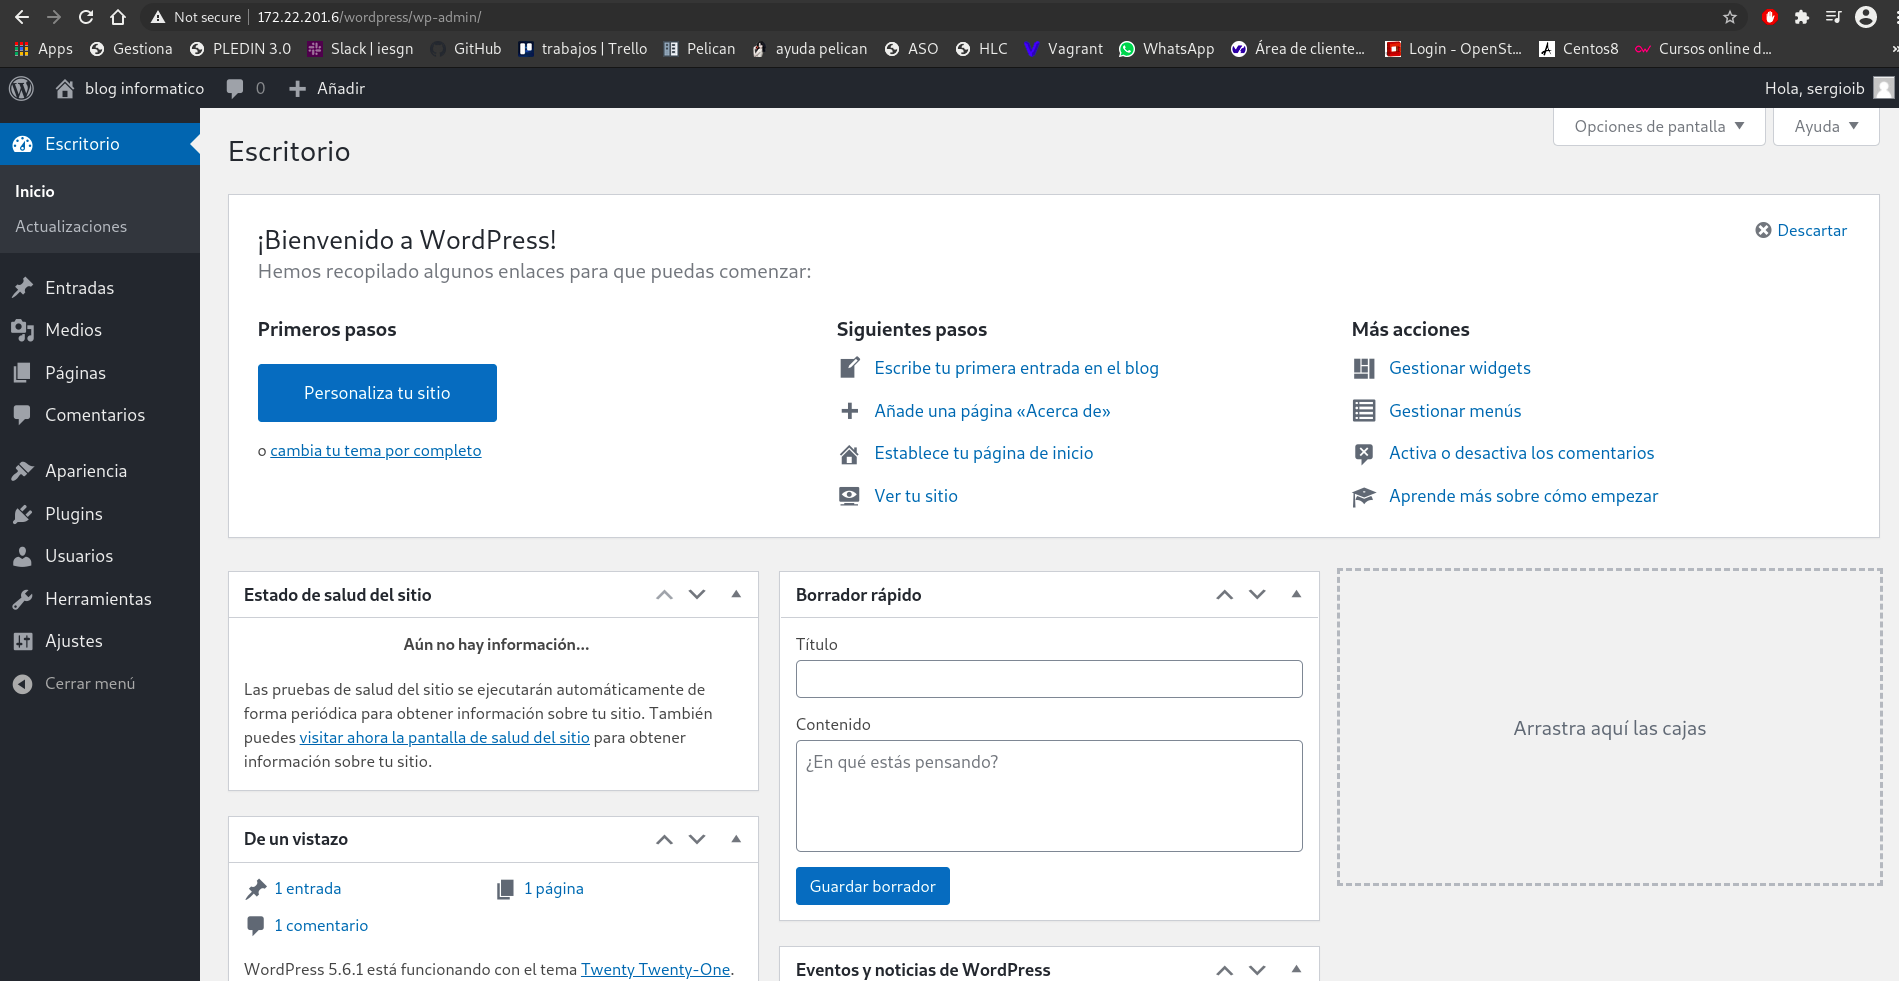 Not secure | 172.22.201.6/wordpress/wp-admin/
Apps Gestiona PLEDIN 3.0 Slack | iesgn GitHub trabajos | Trello Pelican ayuda pelican ASO HLC Vagrant WhatsApp Área de cliente... Login - OpenSt... Centos8 Cursos online d... »
blog informatico 0 Añadir Hola, sergioib
Opciones de pantalla Ayuda
Escritorio
Inicio
Actualizaciones
Entradas
Medios
Páginas
Comentarios
Apariencia
Plugins
Usuarios
Herramientas
Ajustes
Cerrar menú
Escritorio
¡Bienvenido a WordPress!
Descartar
Hemos recopilado algunos enlaces para que puedas comenzar:
Primeros pasos
Personaliza tu sitio
o cambia tu tema por completo
Siguientes pasos
Escribe tu primera entrada en el blog
Añade una página «Acerca de»
Establece tu página de inicio
Ver tu sitio
Más acciones
Gestionar widgets
Gestionar menús
Activa o desactiva los comentarios
Aprende más sobre cómo empezar
Estado de salud del sitio
Aún no hay información...
Las pruebas de salud del sitio se ejecutarán automáticamente de
forma periódica para obtener información sobre tu sitio. También
puedes visitar ahora la pantalla de salud del sitio para obtener
información sobre tu sitio.
De un vistazo
1 entrada
1 página
1 comentario
WordPress 5.6.1 está funcionando con el tema Twenty Twenty-One.
Borrador rápido
Título
Contenido
¿En qué estás pensando?
Guardar borrador
Eventos y noticias de WordPress
Arrastra aquí las cajas